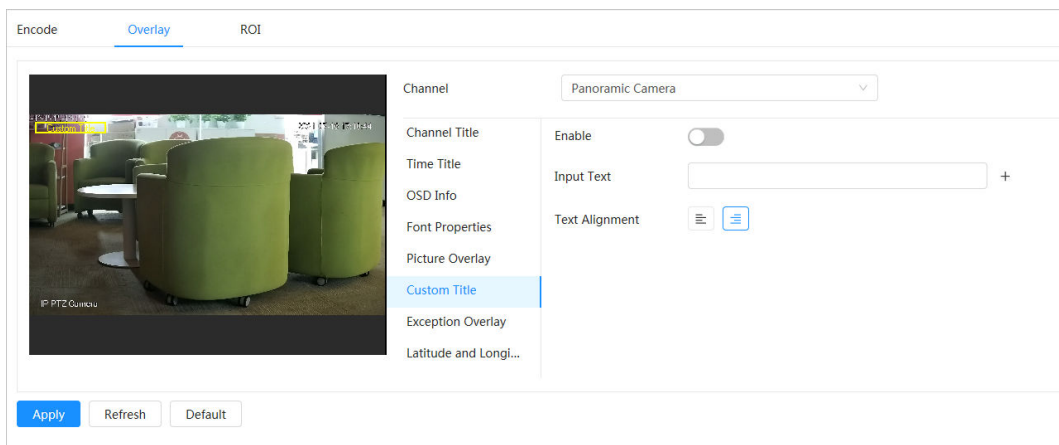 Encode Overlay ROI
Channel Panoramic Camera
Channel Title
Time Title
OSD Info
Font Properties
Picture Overlay
Custom Title
Exception Overlay
Latitude and Longi...
Enable
Input Text +
Text Alignment
Custom Title
IP PTZ Camera
Apply Refresh Default